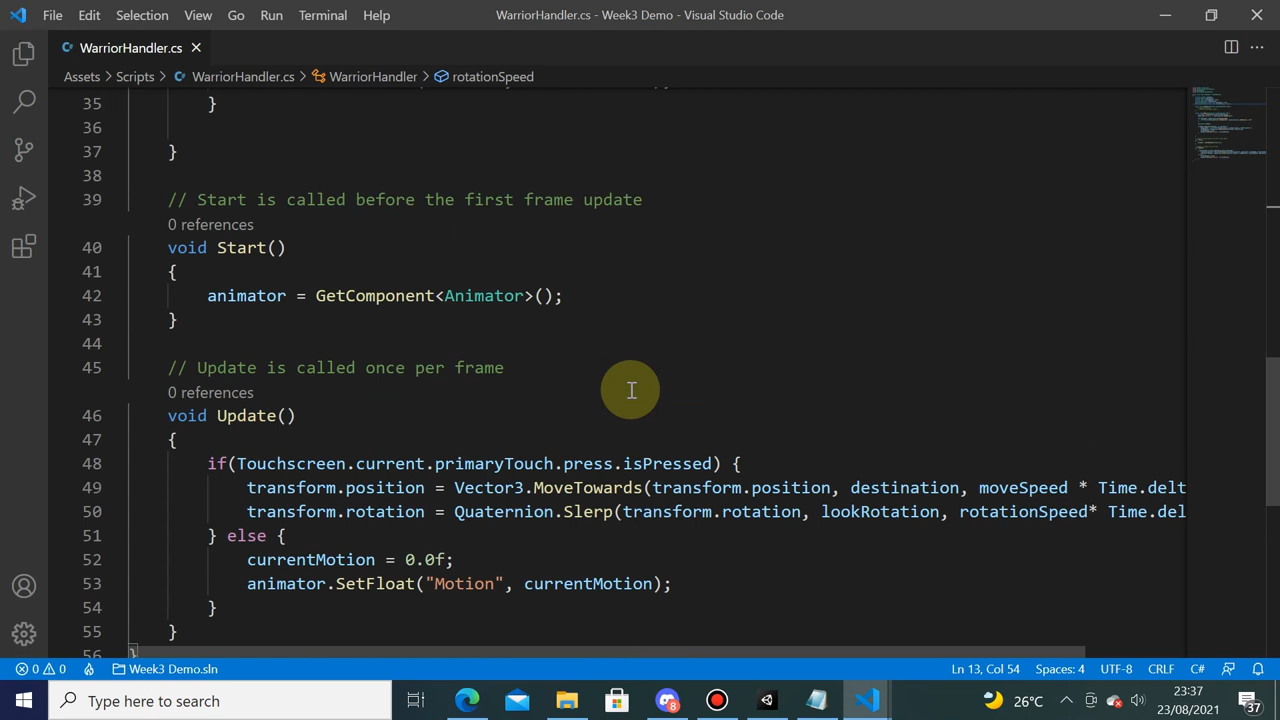 File Edit Selection View Go Run Terminal Help WarriorHandler.cs - Week3 Demo - Visual Studio Code
WarriorHandler.cs
Assets > Scripts > WarriorHandler.cs > WarriorHandler > rotationSpeed
35 }
36
37 }
38
39 // Start is called before the first frame update
0 references
40 void Start()
41 {
42 animator = GetComponent<Animator>();
43 }
44
45 // Update is called once per frame
0 references
46 void Update()
47 {
48 if(Touchscreen.current.primaryTouch.press.isPressed) {
49 transform.position = Vector3.MoveTowards(transform.position, destination, moveSpeed * Time.delt
50 transform.rotation = Quaternion.Slerp(transform.rotation, lookRotation, rotationSpeed* Time.del
51 } else {
52 currentMotion = 0.0f;
53 animator.SetFloat("Motion", currentMotion);
54 }
55 }
56 }
0 0 Week3 Demo.sln Ln 13, Col 54 Spaces: 4 UTF-8 CRLF C#
Type here to search 8 26°C 23:37
23/08/2021 37